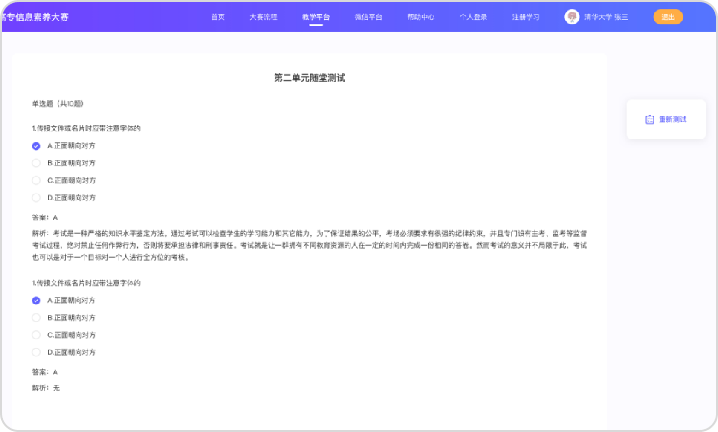 高专信息素养大赛
首页 大赛流程 教学平台 微信平台 帮助中心 个人登录 注册学习 清华大学 张三 退出
第二单元随堂测试
单选题（共10题）
重新测试
1.传接文件或名片时应带注意字体的
A.正面朝向对方
B.正面朝向对方
C.正面朝向对方
D.正面朝向对方
答案：A
解析：考试是一种严格的知识水平鉴定方法。通过考试可以检查学生的学习能力和其它能力。为了保证结果的公平，考场必须要求有很强的纪律约束，并且专门设有主考、监考等监督
考试过程，绝对禁止任何作弊行为，否则将要承担法律和刑事责任。考试就是让一群拥有不同教育资源的人在一定的时间内完成一份相同的答卷。然而考试的意义并不局限于此，考试
也可以是对于一个目标对一个人进行全方位的考核。
1.传接文件或名片时应带注意字体的
A.正面朝向对方
B.正面朝向对方
C.正面朝向对方
D.正面朝向对方
答案：A
解析：无